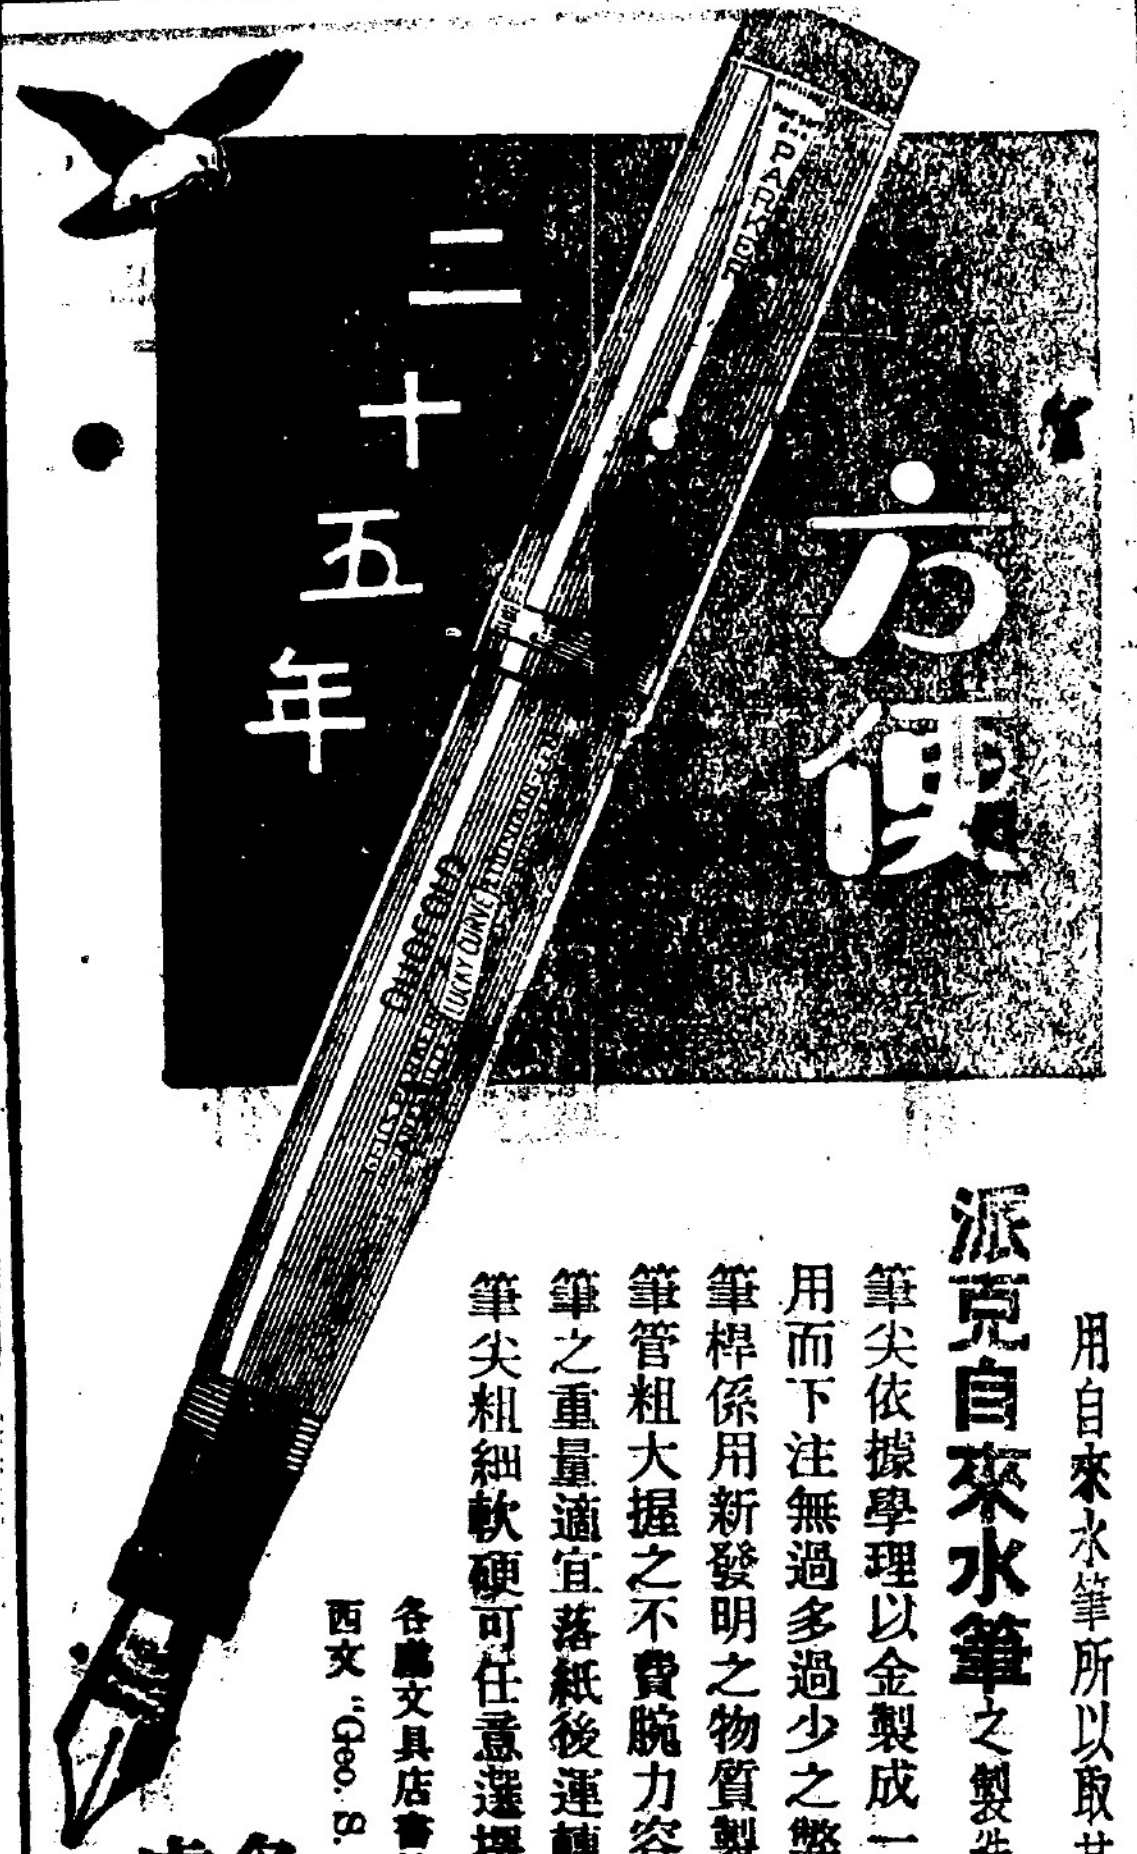 方便
二十五年
PARKER
DUOFOLD
LUCKY CURVE
用自來水筆所以取其
派克自來水筆之製造
筆尖依據學理以金製成一
用而下注無過多過少之弊
筆桿係用新發明之物質製
筆管粗大握之不費腕力容
筆之重量適宜落紙後運轉
筆尖粗細軟硬可任意選擇
各處文具店書
西文 "Geo. S.